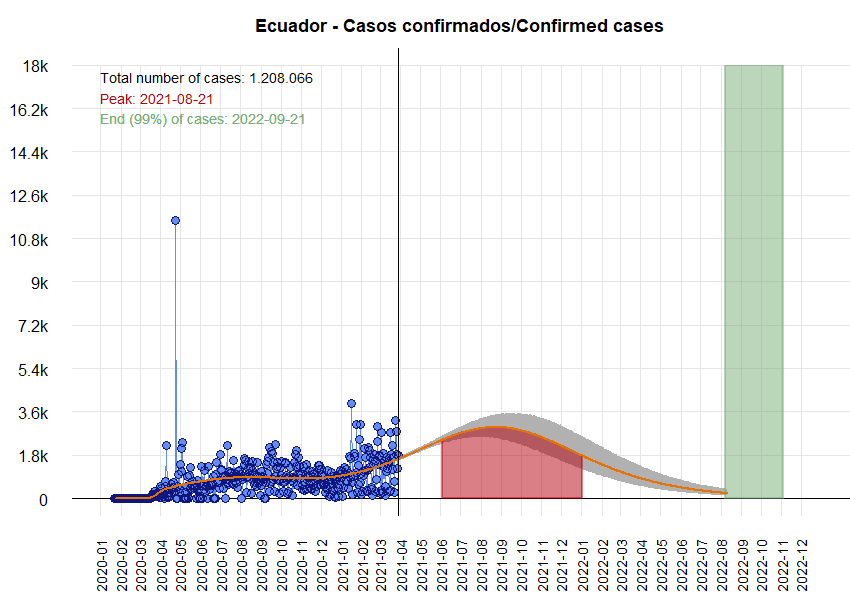 Ecuador - Casos confirmados/Confirmed cases
Total number of cases: 1.208.066
Peak: 2021-08-21
End (99%) of cases: 2022-09-21
18k
16.2k
14.4k
12.6k
10.8k
9k
7.2k
5.4k
3.6k
1.8k
0
2020-01
2020-02
2020-03
2020-04
2020-05
2020-06
2020-07
2020-08
2020-09
2020-10
2020-11
2020-12
2021-01
2021-02
2021-03
2021-04
2021-05
2021-06
2021-07
2021-08
2021-09
2021-10
2021-11
2021-12
2022-01
2022-02
2022-03
2022-04
2022-05
2022-06
2022-07
2022-08
2022-09
2022-10
2022-11
2022-12